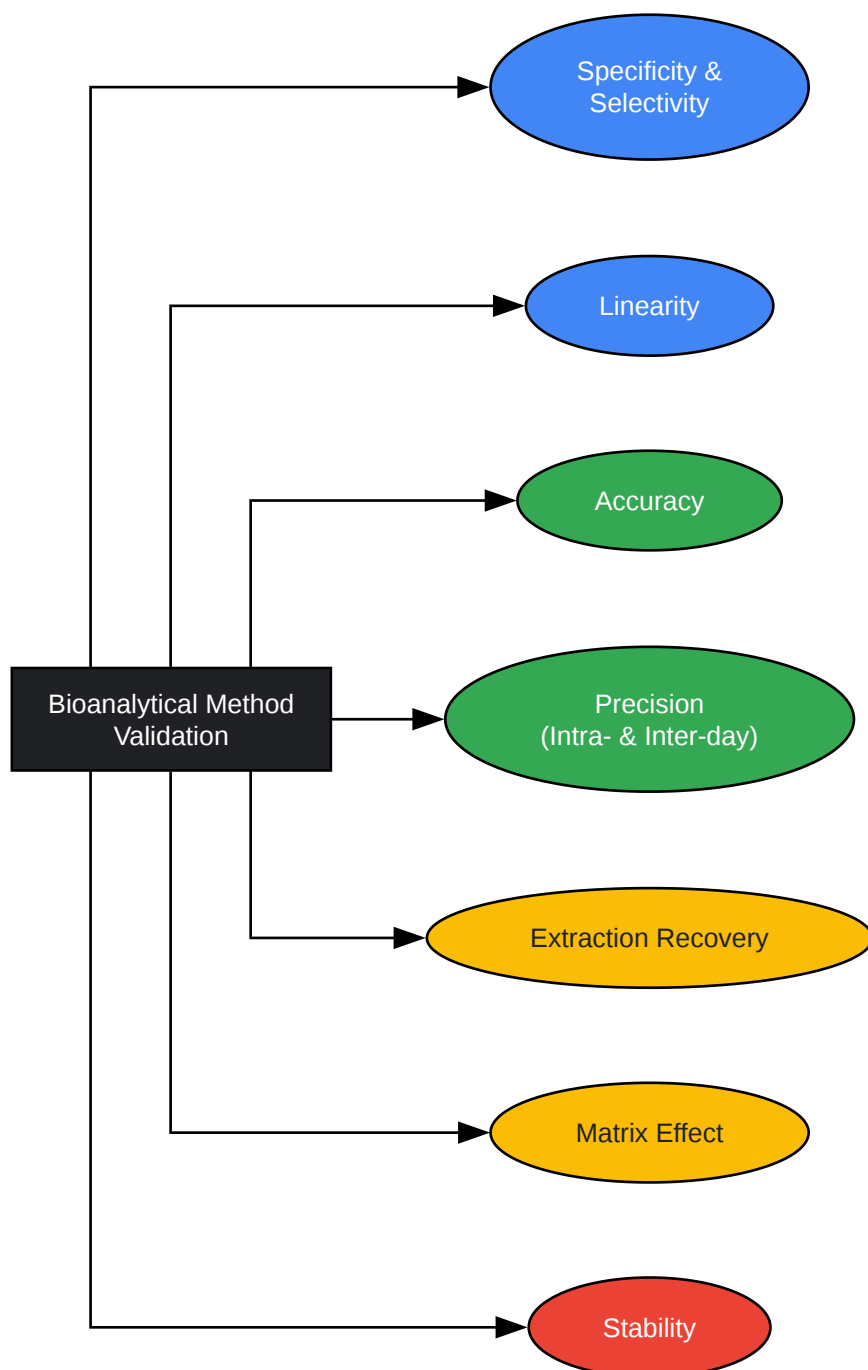 Specificity &
Selectivity
Linearity
Accuracy
Bioanalytical Method
Validation
Precision
(Intra- & Inter-day)
Extraction Recovery
Matrix Effect
Stability